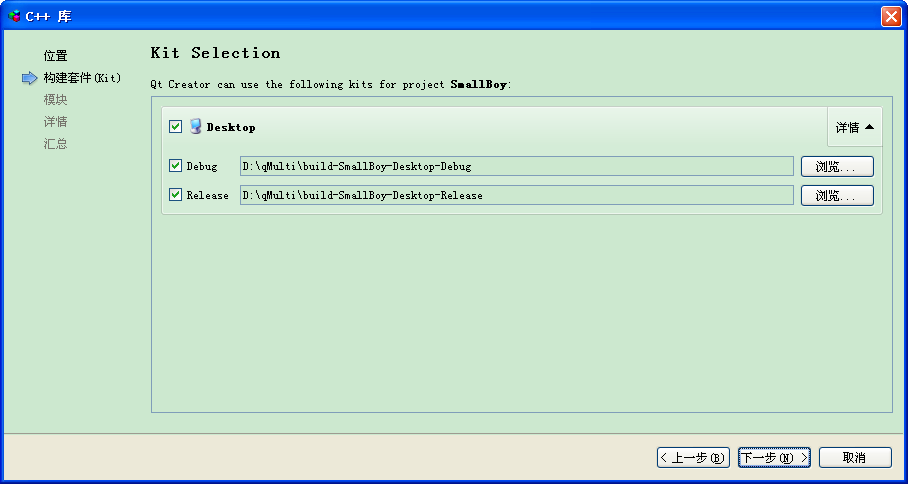 C++ 库
位置
构建套件(Kit)
模块
详情
汇总
Kit Selection
Qt Creator can use the following kits for project SmallBoy:
Desktop
详情
Debug
D:\qMulti\build-SmallBoy-Desktop-Debug
浏览...
Release
D:\qMulti\build-SmallBoy-Desktop-Release
浏览...
< 上一步(B)
下一步(N) >
取消